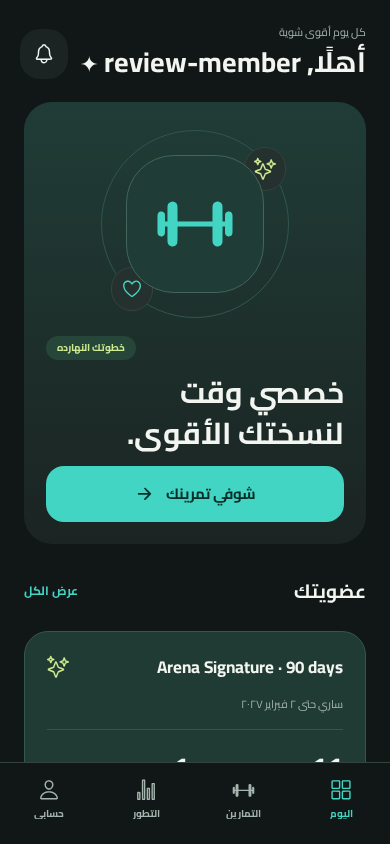 كل يوم أقوى شوية
أهلًا, review-member ✦
خطوتك النهارده
خصصي وقت
لنسختك الأقوى.
شوفي تمرينك
عضويتك
عرض الكل
Arena Signature · 90 days
ساري حتى ٢ فبراير ٢٠٢٧
اليوم
التمارين
التطور
حسابي